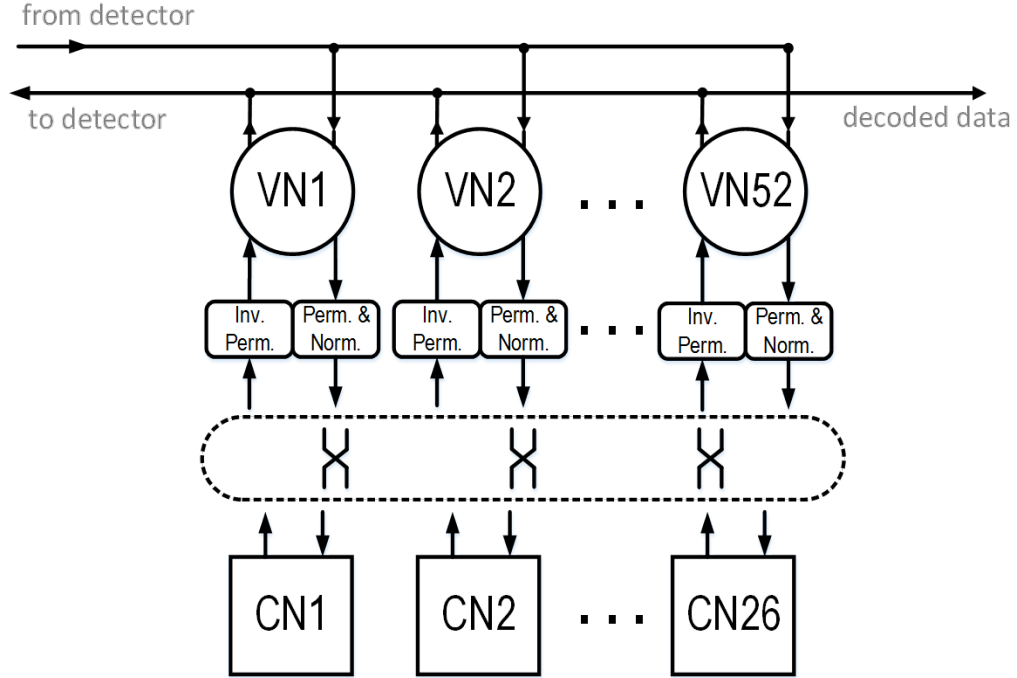 from detector
to detector
decoded data
VN1
VN2
. . .
VN52
Inv.
Perm.
Perm. &
Norm.
Inv.
Perm.
Perm. &
Norm.
. . .
Inv.
Perm.
Perm. &
Norm.
CN1
CN2
. . .
CN26